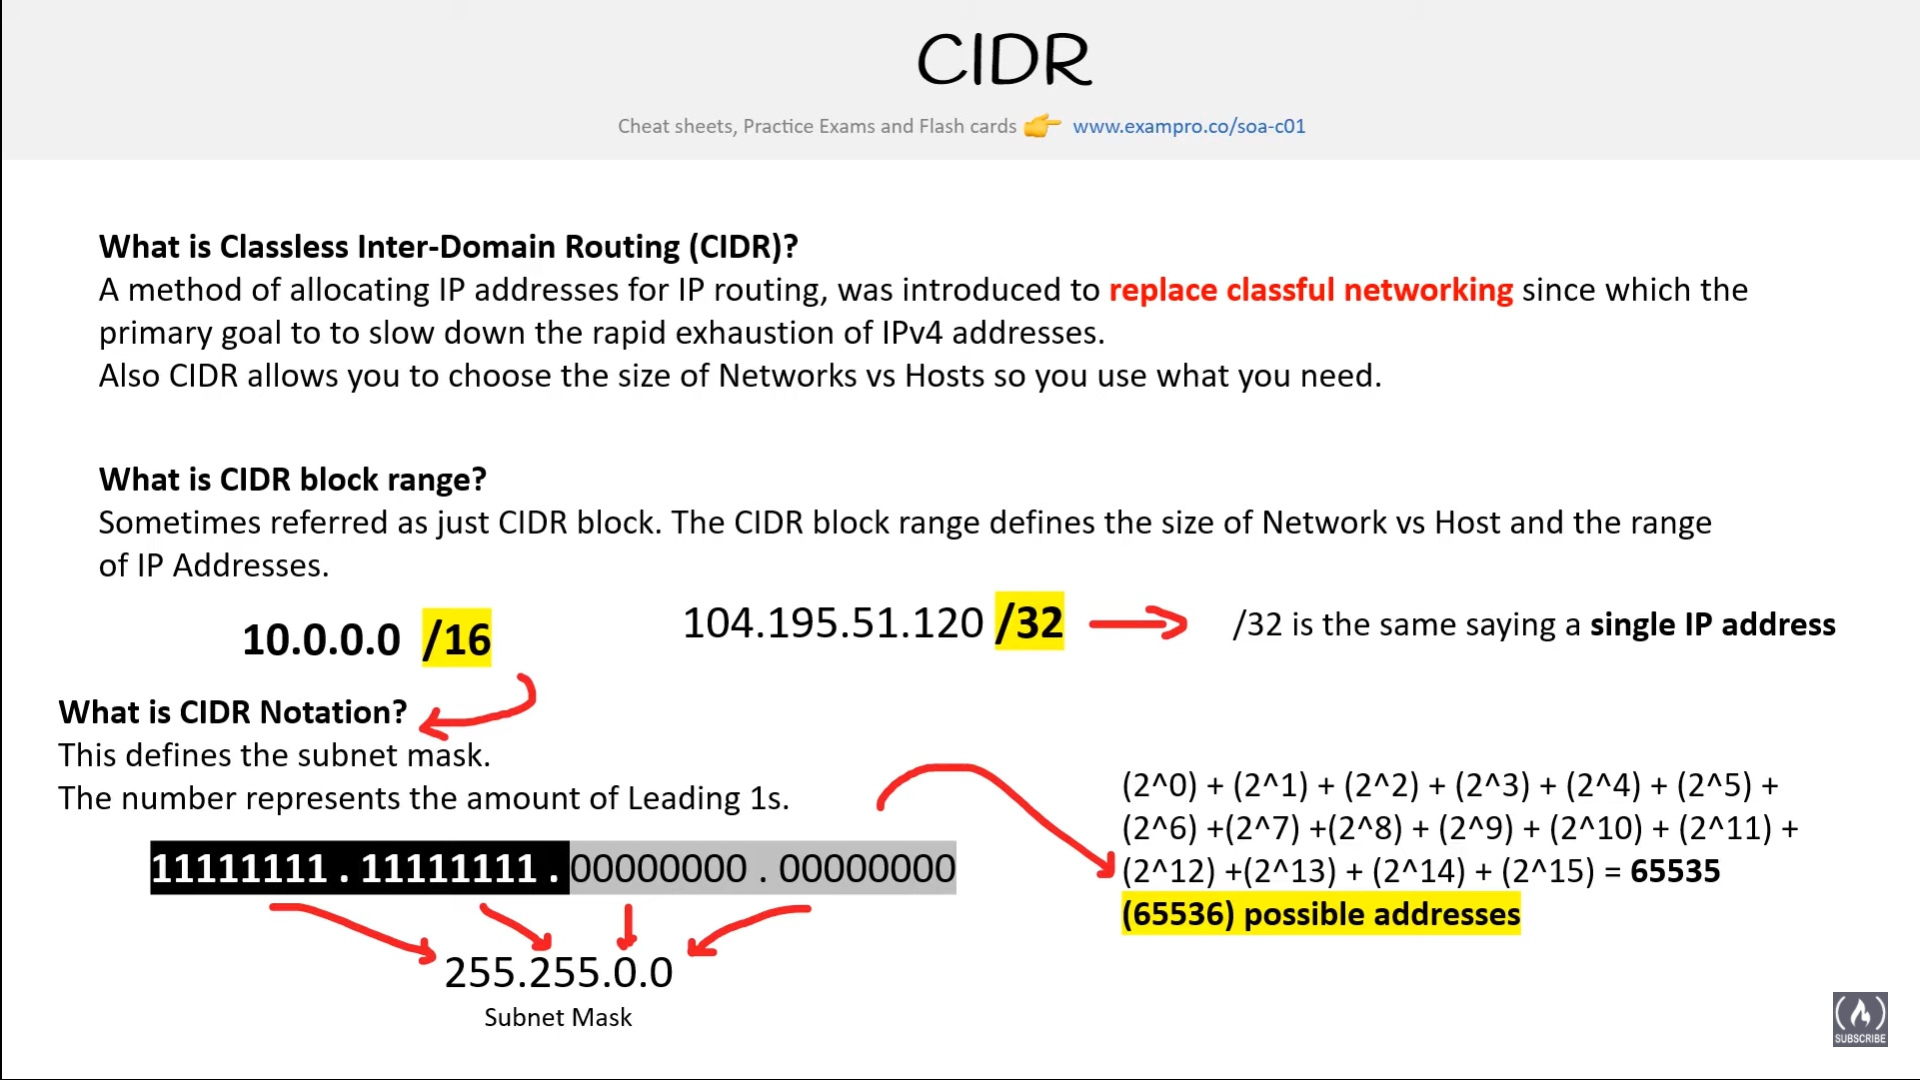 CIDR
Cheat sheets, Practice Exams and Flash cards 👉 www.exampro.co/soa-c01
What is Classless Inter-Domain Routing (CIDR)?
A method of allocating IP addresses for IP routing, was introduced to replace classful networking since which the
primary goal to to slow down the rapid exhaustion of IPv4 addresses.
Also CIDR allows you to choose the size of Networks vs Hosts so you use what you need.
What is CIDR block range?
Sometimes referred as just CIDR block. The CIDR block range defines the size of Network vs Host and the range
of IP Addresses.
10.0.0.0 /16
104.195.51.120 /32
/32 is the same saying a single IP address
What is CIDR Notation?
This defines the subnet mask.
The number represents the amount of Leading 1s.
11111111 . 11111111 . 00000000 . 00000000
255.255.0.0
Subnet Mask
(2^0) + (2^1) + (2^2) + (2^3) + (2^4) + (2^5) +
(2^6) +(2^7) +(2^8) + (2^9) + (2^10) + (2^11) +
(2^12) +(2^13) + (2^14) + (2^15) = 65535
(65536) possible addresses
SUBSCRIBE